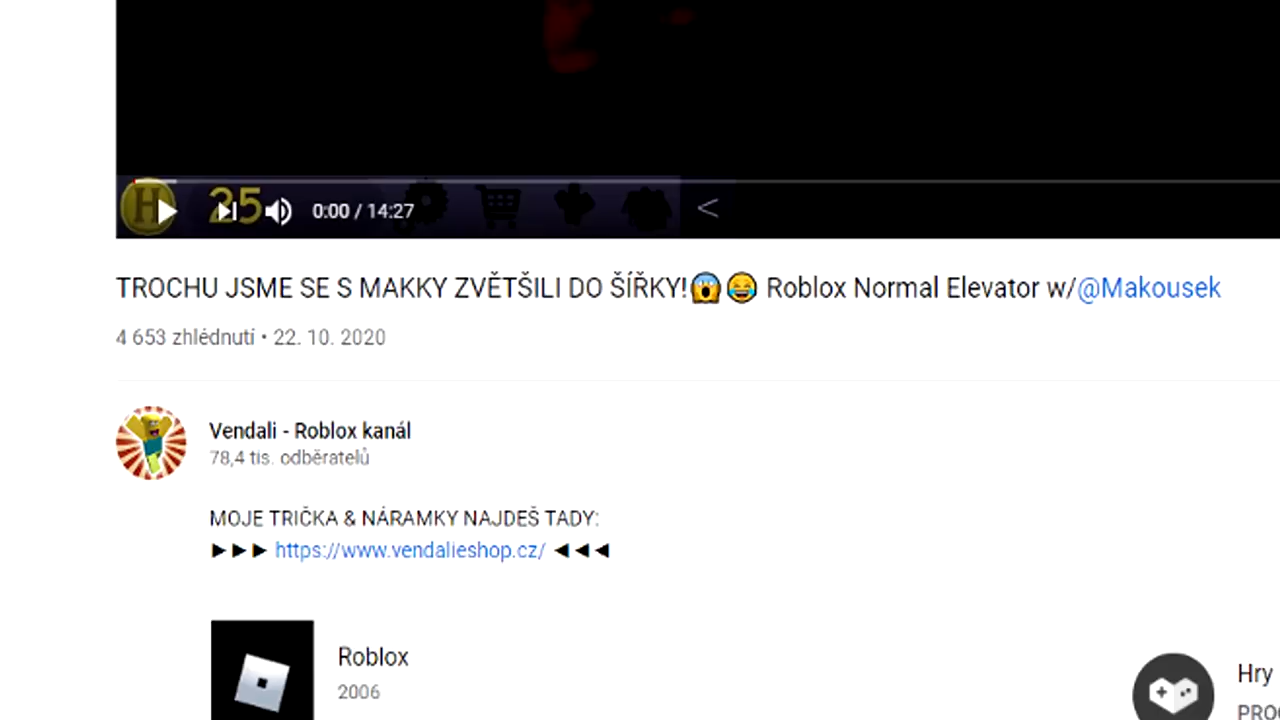 H 25
0:00 / 14:27
<
TROCHU JSME SE S MAKKY ZVĚTŠILI DO ŠÍŘKY!😱😂 Roblox Normal Elevator w/@Makousek
4 653 zhlédnutí • 22. 10. 2020
Vendali - Roblox kanál
78,4 tis. odběratelů
MOJE TRIČKA & NÁRAMKY NAJDEŠ TADY:
►►► https://www.vendalieshop.cz/ ◄◄◄
Roblox
2006
Hry